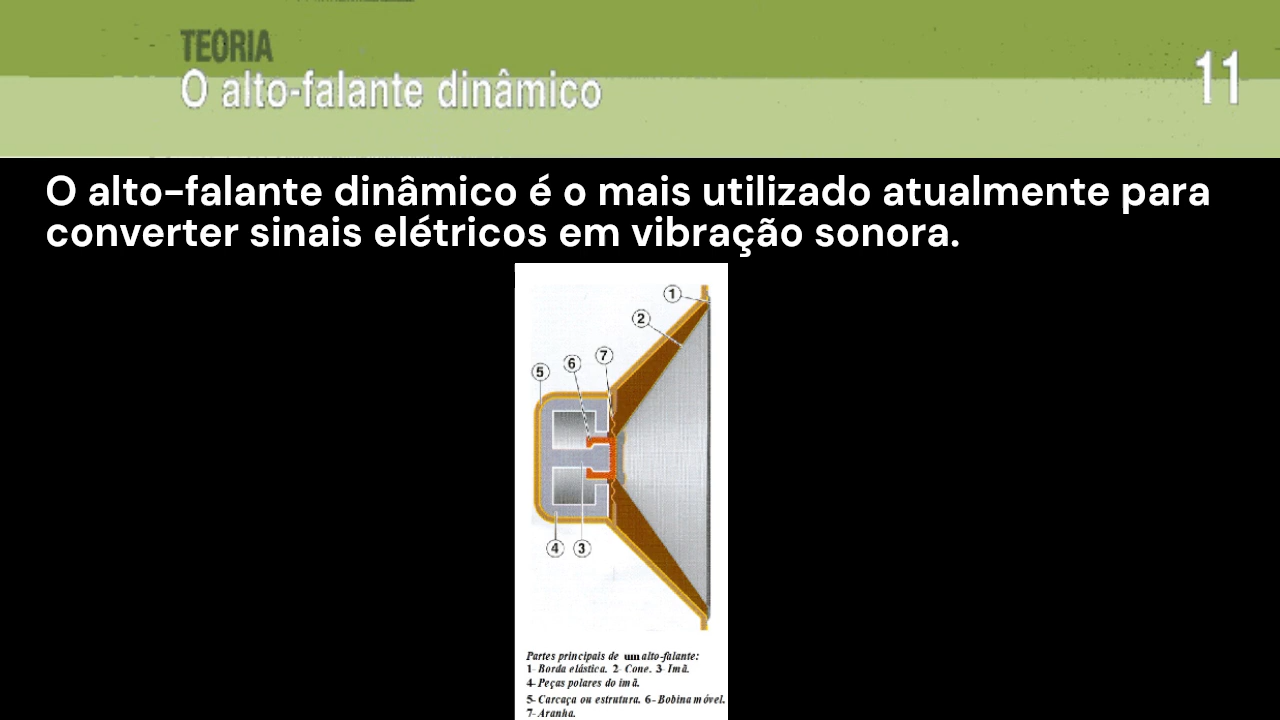 TEORIA
O alto-falante dinâmico
11
O alto-falante dinâmico é o mais utilizado atualmente para
converter sinais elétricos em vibração sonora.
1
2
7
6
5
4
3
Partes principais de um alto-falante:
1- Borda elástica. 2- Cone. 3- Imã.
4- Peças polares do imã.
5- Carcaça ou estrutura. 6- Bobina móvel.
7- Aranha.